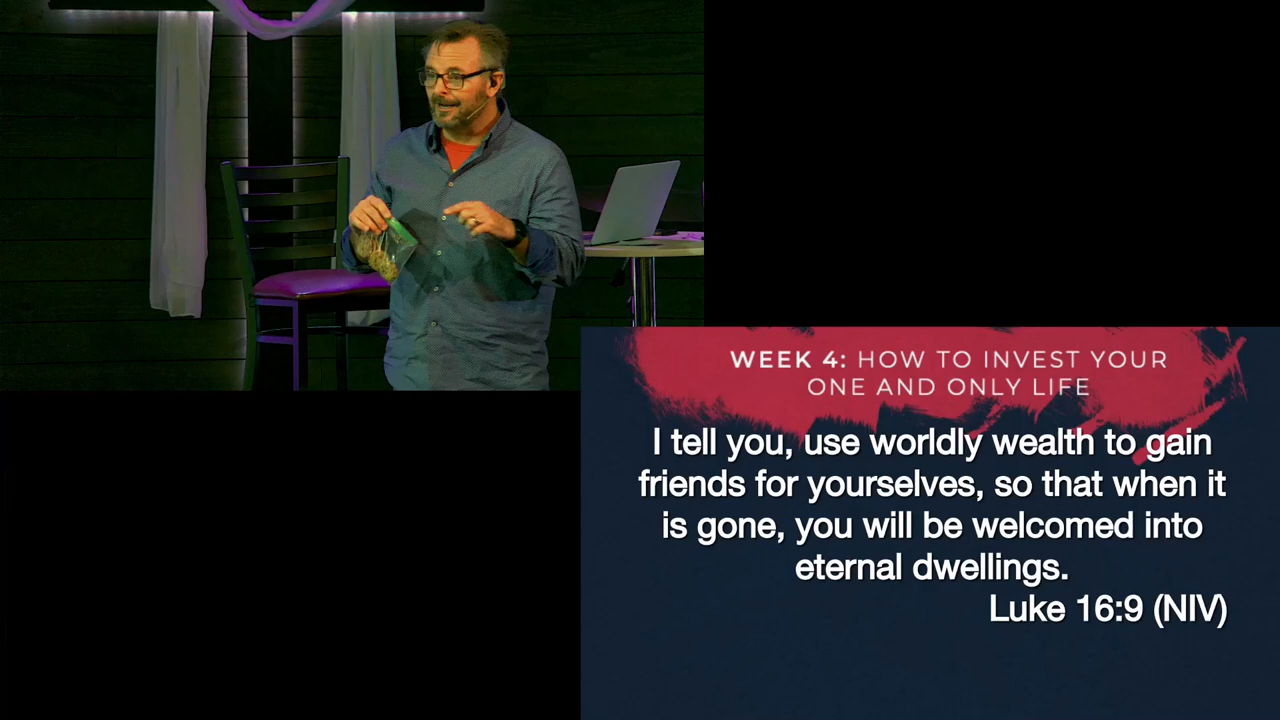 WEEK 4: HOW TO INVEST YOUR
ONE AND ONLY LIFE
I tell you, use worldly wealth to gain
friends for yourselves, so that when it
is gone, you will be welcomed into
eternal dwellings.
Luke 16:9 (NIV)